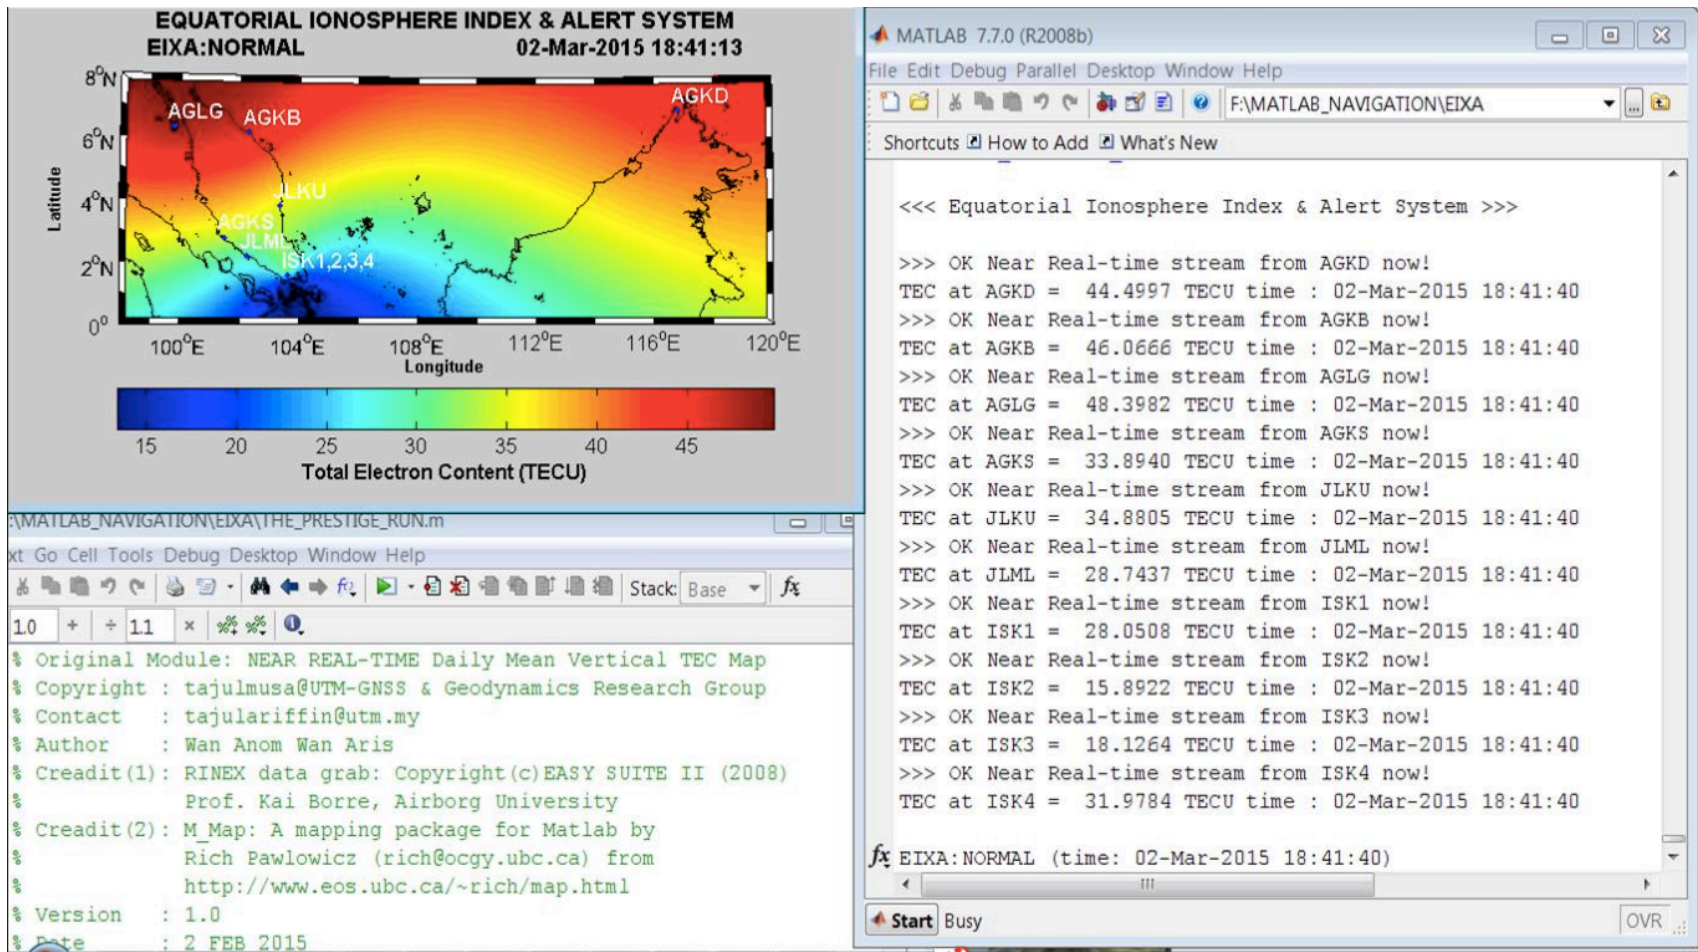 EQUATORIAL IONOSPHERE INDEX & ALERT SYSTEM
EIXA:NORMAL 02-Mar-2015 18:41:13
8°N
6°N
4°N
2°N
0°
Latitude
AGLG
AGKB
AGKD
JLKU
AGKS
JLML
ISK1,2,3,4
100°E 104°E 108°E 112°E 116°E 120°E
Longitude
15 20 25 30 35 40 45
Total Electron Content (TECU)
:\MATLAB_NAVIGATION\EIXA\THE_PRESTIGE_RUN.m
xt Go Cell Tools Debug Desktop Window Help
Stack: Base fx
1.0 + ÷ 1.1 ×
% Original Module: NEAR REAL-TIME Daily Mean Vertical TEC Map
% Copyright : tajulmusa@UTM-GNSS & Geodynamics Research Group
% Contact : tajulariffin@utm.my
% Author : Wan Anom Wan Aris
% Creadit(1): RINEX data grab: Copyright(c)EASY SUITE II (2008)
% Prof. Kai Borre, Airborg University
% Creadit(2): M_Map: A mapping package for Matlab by
% Rich Pawlowicz (rich@ocgy.ubc.ca) from
% http://www.eos.ubc.ca/~rich/map.html
% Version : 1.0
% Date : 2 FEB 2015
MATLAB 7.7.0 (R2008b)
File Edit Debug Parallel Desktop Window Help
F:\MATLAB_NAVIGATION\EIXA ...
Shortcuts How to Add What's New
<<< Equatorial Ionosphere Index & Alert System >>>
>>> OK Near Real-time stream from AGKD now!
TEC at AGKD = 44.4997 TECU time : 02-Mar-2015 18:41:40
>>> OK Near Real-time stream from AGKB now!
TEC at AGKB = 46.0666 TECU time : 02-Mar-2015 18:41:40
>>> OK Near Real-time stream from AGLG now!
TEC at AGLG = 48.3982 TECU time : 02-Mar-2015 18:41:40
>>> OK Near Real-time stream from AGKS now!
TEC at AGKS = 33.8940 TECU time : 02-Mar-2015 18:41:40
>>> OK Near Real-time stream from JLKU now!
TEC at JLKU = 34.8805 TECU time : 02-Mar-2015 18:41:40
>>> OK Near Real-time stream from JLML now!
TEC at JLML = 28.7437 TECU time : 02-Mar-2015 18:41:40
>>> OK Near Real-time stream from ISK1 now!
TEC at ISK1 = 28.0508 TECU time : 02-Mar-2015 18:41:40
>>> OK Near Real-time stream from ISK2 now!
TEC at ISK2 = 15.8922 TECU time : 02-Mar-2015 18:41:40
>>> OK Near Real-time stream from ISK3 now!
TEC at ISK3 = 18.1264 TECU time : 02-Mar-2015 18:41:40
>>> OK Near Real-time stream from ISK4 now!
TEC at ISK4 = 31.9784 TECU time : 02-Mar-2015 18:41:40
fx EIXA:NORMAL (time: 02-Mar-2015 18:41:40)
Start Busy OVR